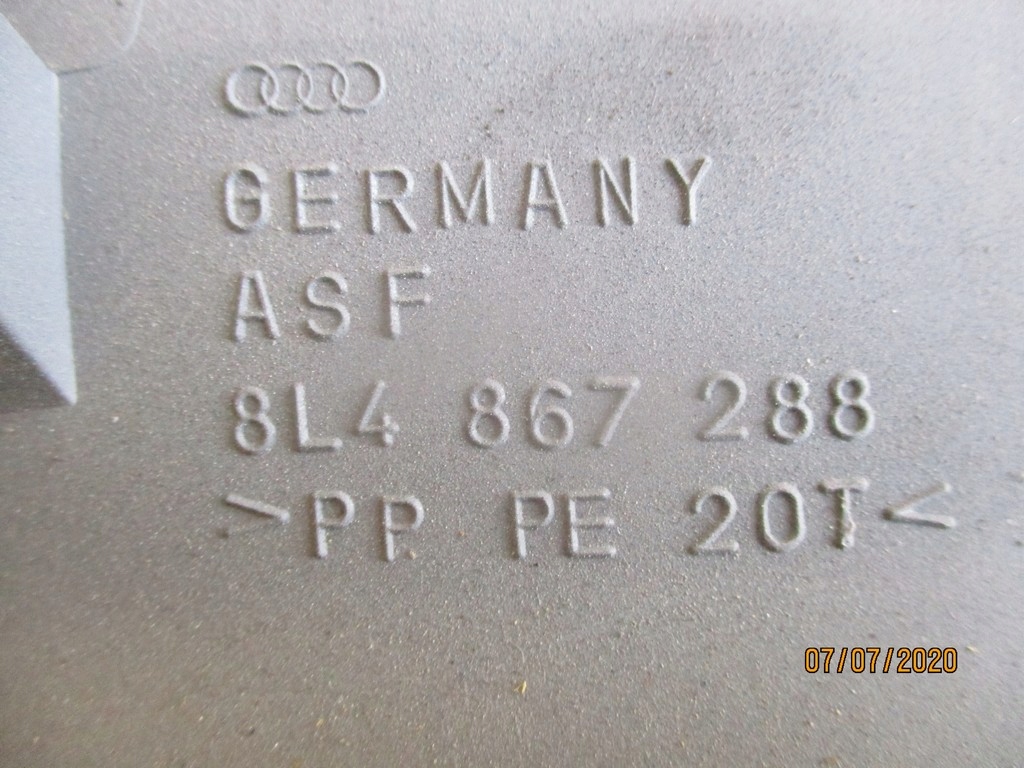 GERMANY
ASF
8L4 867 288
>PP PE 20T<
07/07/2020